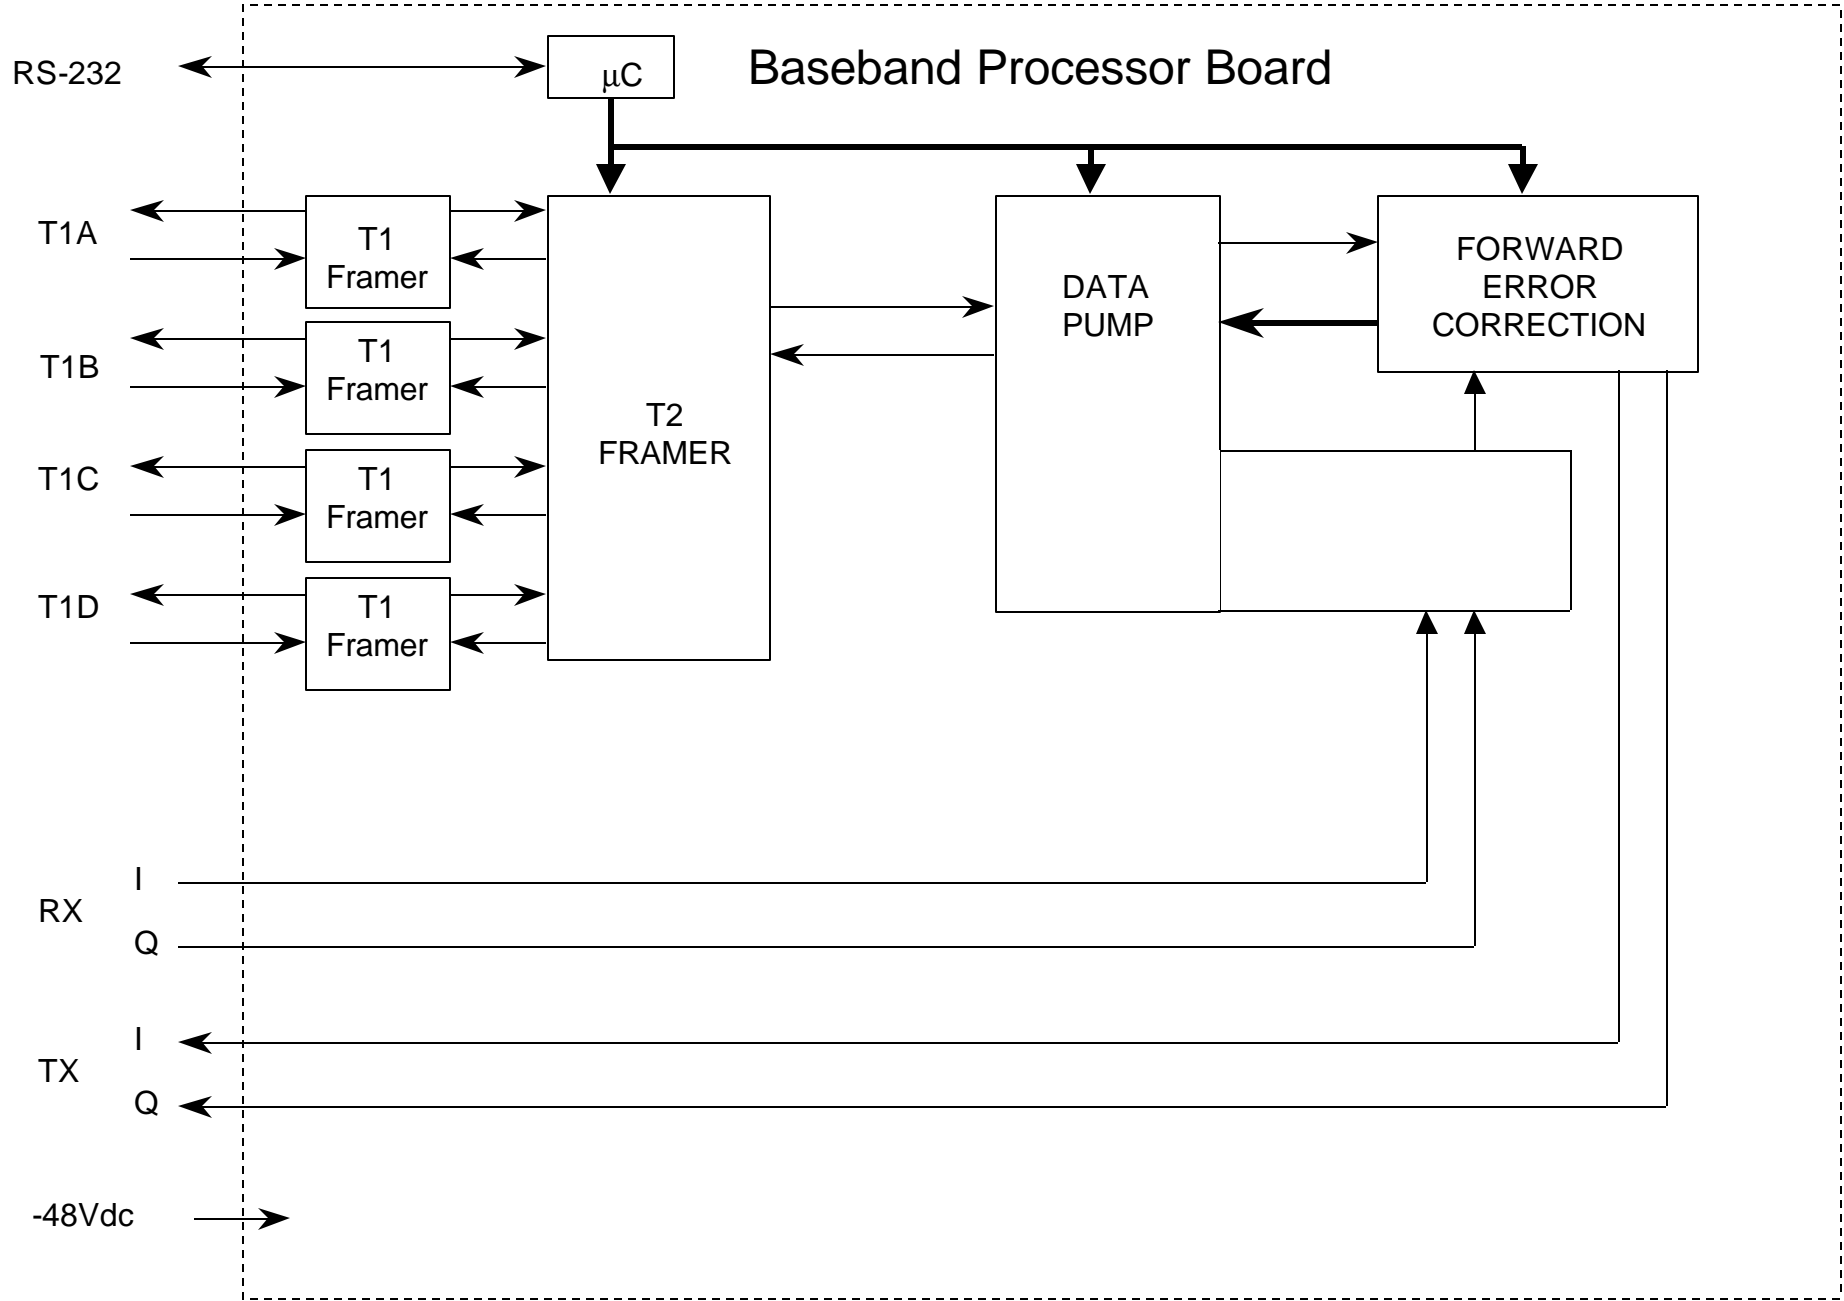 Baseband Processor Board
RS-232
μC
T1A
T1
Framer
T1B
T1
Framer
T1C
T1
Framer
T1D
T1
Framer
T2
FRAMER
DATA
PUMP
FORWARD
ERROR
CORRECTION
RX
I
Q
TX
I
Q
-48Vdc